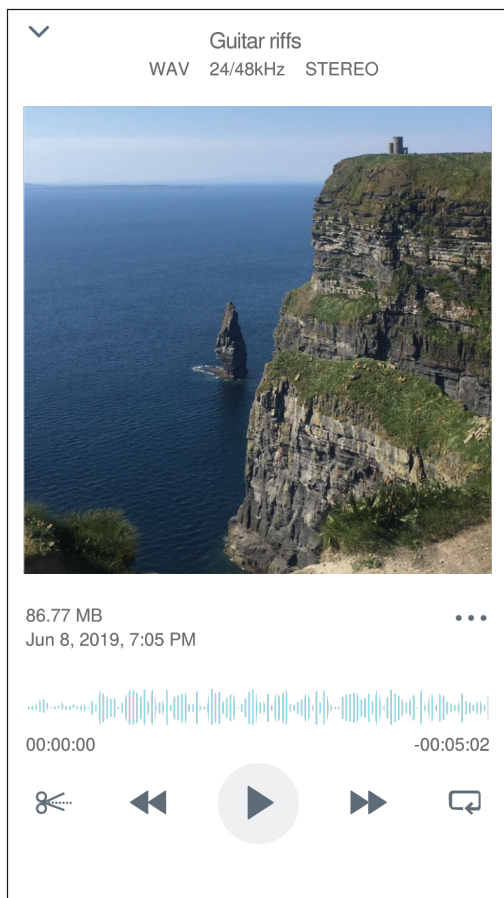 Guitar riffs
WAV 24/48kHz STEREO
86.77 MB
Jun 8, 2019, 7:05 PM
00:00:00
-00:05:02